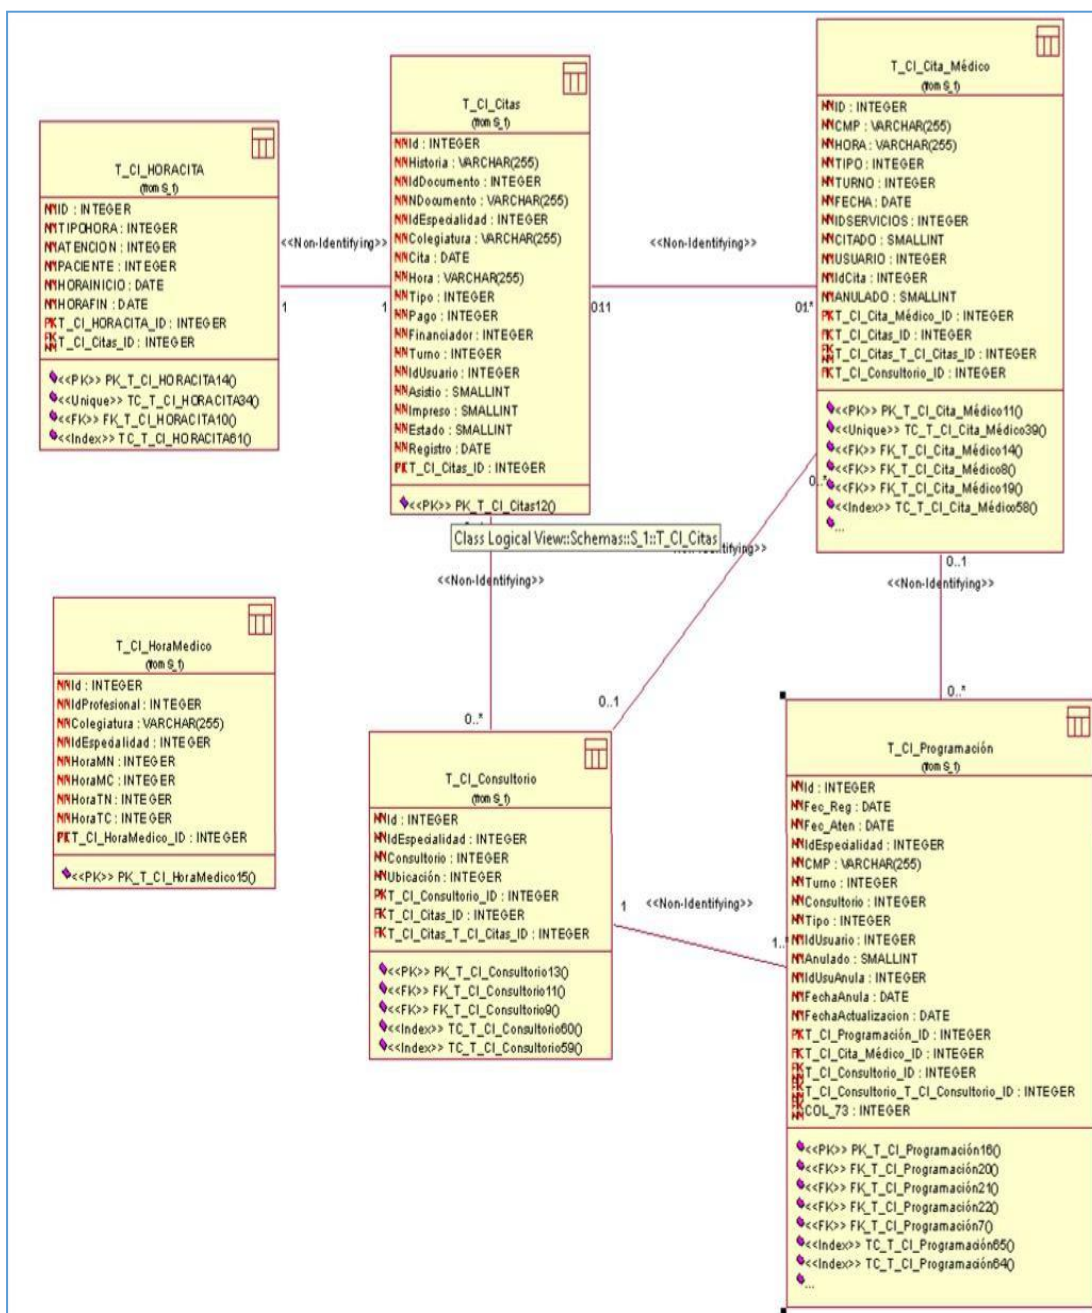 T_CI_HORACITA
(from S_1)
ID : INTEGER
TIPOHORA : INTEGER
ATENCION : INTEGER
PACIENTE : INTEGER
HORAINICIO : DATE
HORAFIN : DATE
PK T_CI_HORACITA_ID : INTEGER
T_CI_Citas_ID : INTEGER
<<PK>> PK_T_CI_HORACITA14()
<<Unique>> TC_T_CI_HORACITA34()
<<FK>> FK_T_CI_HORACITA10()
<<Index>> TC_T_CI_HORACITA61()
<<Non-Identifying>>
1
1
T_CI_Citas
(from S_1)
NN Id : INTEGER
NN Historia : VARCHAR(255)
NN IdDocumento : INTEGER
NN NDocumento : VARCHAR(255)
NN IdEspecialidad : INTEGER
NN Colegiatura : VARCHAR(255)
NN Cita : DATE
NN Hora : VARCHAR(255)
NN Tipo : INTEGER
NN Pago : INTEGER
NN Financiador : INTEGER
NN Turno : INTEGER
NN IdUsuario : INTEGER
NN Asistio : SMALLINT
NN Impreso : SMALLINT
NN Estado : SMALLINT
NN Registro : DATE
PK T_CI_Citas_ID : INTEGER
<<PK>> PK_T_CI_Citas12()
Class Logical View::Schemas::S_1::T_CI_Citas
<<Non-Identifying>>
011
01*
T_CI_Cita_Médico
(from S_1)
NN ID : INTEGER
NN CMP : VARCHAR(255)
NN HORA : VARCHAR(255)
NN TIPO : INTEGER
NN TURNO : INTEGER
NN FECHA : DATE
NN IDSERVICIOS : INTEGER
NN CITADO : SMALLINT
NN USUARIO : INTEGER
NN IdCita : INTEGER
NN ANULADO : SMALLINT
PK T_CI_Cita_Médico_ID : INTEGER
FK T_CI_Citas_ID : INTEGER
T_CI_Citas_T_CI_Citas_ID : INTEGER
FK T_CI_Consultorio_ID : INTEGER
<<PK>> PK_T_CI_Cita_Médico11()
<<Unique>> TC_T_CI_Cita_Médico39()
<<FK>> FK_T_CI_Cita_Médico14()
<<FK>> FK_T_CI_Cita_Médico8()
<<FK>> FK_T_CI_Cita_Médico19()
<<Index>> TC_T_CI_Cita_Médico58()
...
0..*
0..1
<<Non-Identifying>>
<<Non-Identifying>>
0..*
0..1
0..*
T_CI_HoraMedico
(from S_1)
NN Id : INTEGER
NN IdProfesional : INTEGER
NN Colegiatura : VARCHAR(255)
NN IdEspecialidad : INTEGER
NN HoraMN : INTEGER
NN HoraMC : INTEGER
NN HoraTN : INTEGER
NN HoraTC : INTEGER
PK T_CI_HoraMedico_ID : INTEGER
<<PK>> PK_T_CI_HoraMedico15()
T_CI_Consultorio
(from S_1)
NN Id : INTEGER
NN IdEspecialidad : INTEGER
NN Consultorio : INTEGER
NN Ubicación : INTEGER
PK T_CI_Consultorio_ID : INTEGER
FK T_CI_Citas_ID : INTEGER
FK T_CI_Citas_T_CI_Citas_ID : INTEGER
<<PK>> PK_T_CI_Consultorio13()
<<FK>> FK_T_CI_Consultorio11()
<<FK>> FK_T_CI_Consultorio9()
<<Index>> TC_T_CI_Consultorio60()
<<Index>> TC_T_CI_Consultorio59()
<<Non-Identifying>>
1
1..*
T_CI_Programación
(from S_1)
NN Id : INTEGER
NN Fec_Reg : DATE
NN Fec_Aten : DATE
NN IdEspecialidad : INTEGER
NN CMP : VARCHAR(255)
NN Turno : INTEGER
NN Consultorio : INTEGER
NN Tipo : INTEGER
NN IdUsuario : INTEGER
NN Anulado : SMALLINT
NN IdUsuAnula : INTEGER
NN FechaAnula : DATE
NN FechaActualizacion : DATE
PK T_CI_Programación_ID : INTEGER
FK T_CI_Cita_Médico_ID : INTEGER
T_CI_Consultorio_ID : INTEGER
T_CI_Consultorio_T_CI_Consultorio_ID : INTEGER
COL_73 : INTEGER
<<PK>> PK_T_CI_Programación16()
<<FK>> FK_T_CI_Programación20()
<<FK>> FK_T_CI_Programación21()
<<FK>> FK_T_CI_Programación22()
<<FK>> FK_T_CI_Programación7()
<<Index>> TC_T_CI_Programación65()
<<Index>> TC_T_CI_Programación64()
...